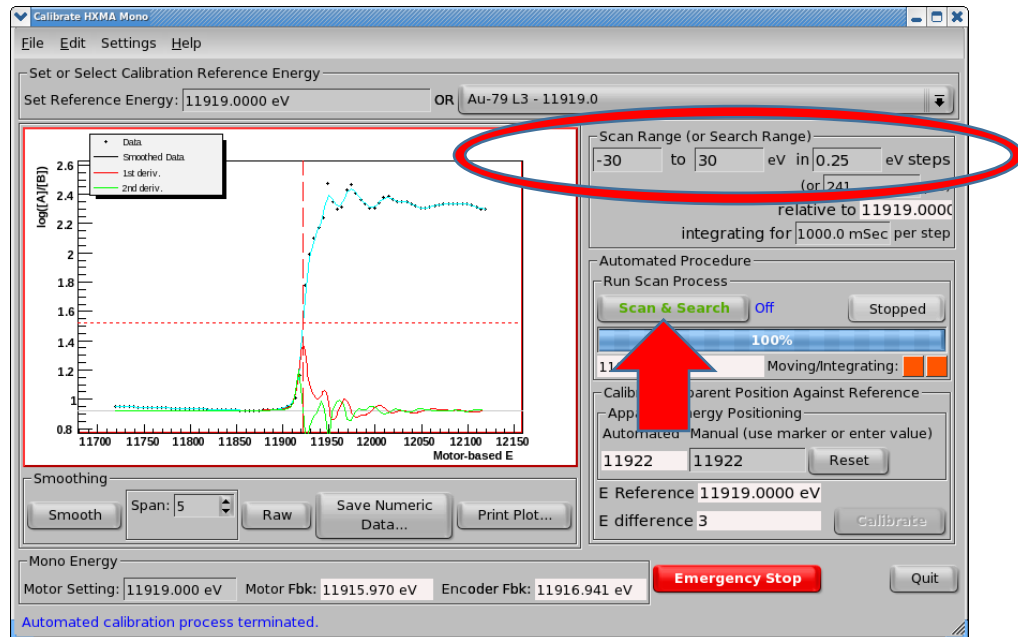 Calibrate HXMA Mono
File Edit Settings Help
Set or Select Calibration Reference Energy
Set Reference Energy: 11919.0000 eV OR Au-79 L3 - 11919.0
Data
Smoothed Data
1st deriv.
2nd deriv.
log([A]/[B])
2.6
2.4
2.2
2
1.8
1.6
1.4
1.2
1
0.8
11700 11750 11800 11850 11900 11950 12000 12050 12100 12150
Motor-based E
Scan Range (or Search Range)
-30 to 30 eV in 0.25 eV steps
(or 241
relative to 11919.0000
integrating for 1000.0 mSec per step
Automated Procedure
Run Scan Process
Scan & Search Off Stopped
100%
Moving/Integrating:
Against Reference
Positioning
Automated Manual (use marker or enter value)
11922 11922 Reset
E Reference 11919.0000 eV
E difference 3 Calibrate
Smoothing
Smooth Span: 5 Raw Save Numeric Data... Print Plot...
Mono Energy
Motor Setting: 11919.000 eV Motor Fbk: 11915.970 eV Encoder Fbk: 11916.941 eV
Emergency Stop Quit
Automated calibration process terminated.